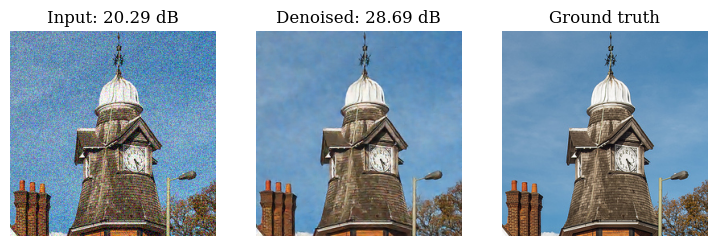 Input: 20.29 dB
Denoised: 28.69 dB
Ground truth